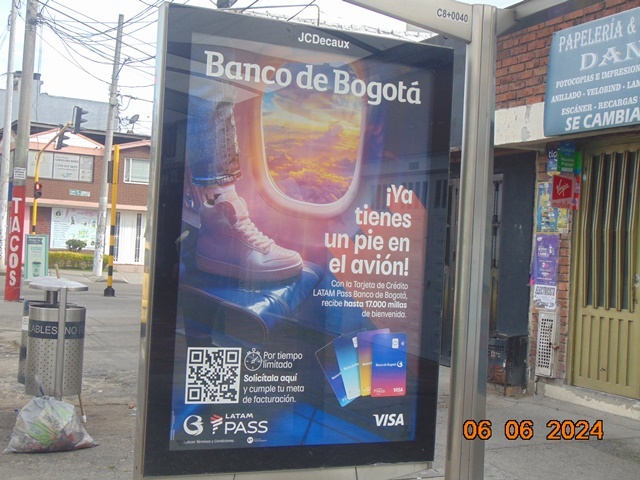 C8+0040
JCDecaux
Banco de Bogotá
¡Ya
tienes
un pie en
el avión!
Con la Tarjeta de Crédito
LATAM Pass Banco de Bogotá,
recibe hasta 17.000 millas
de bienvenida.
Por tiempo
limitado
Solicítala aquí
y cumple tu meta
de facturación.
LATAM
PASS
VISA
PAPELERÍA &
DAN
FOTOCOPIAS E IMPRESION
ANILLADO - VELOBIND - LAM
ESCÁNER - RECARGAS
SE CAMBIA
Virgin
TACOS
06 06 2024